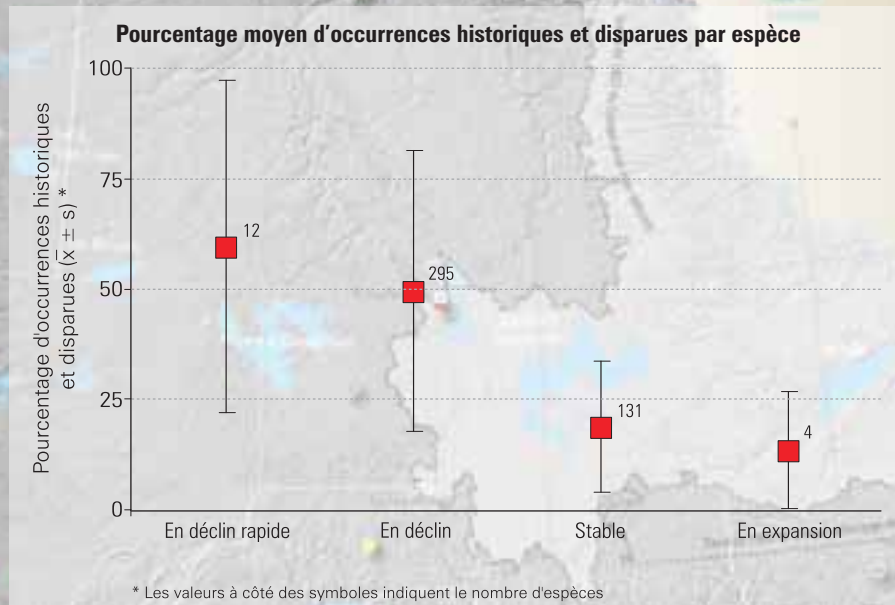 Pourcentage moyen d'occurrences historiques et disparues par espèce
Pourcentage d'occurrences historiques
et disparues (x̄ ± s) *
100
75
50
25
0
12
295
131
4
En déclin rapide
En déclin
Stable
En expansion
* Les valeurs à côté des symboles indiquent le nombre d'espèces